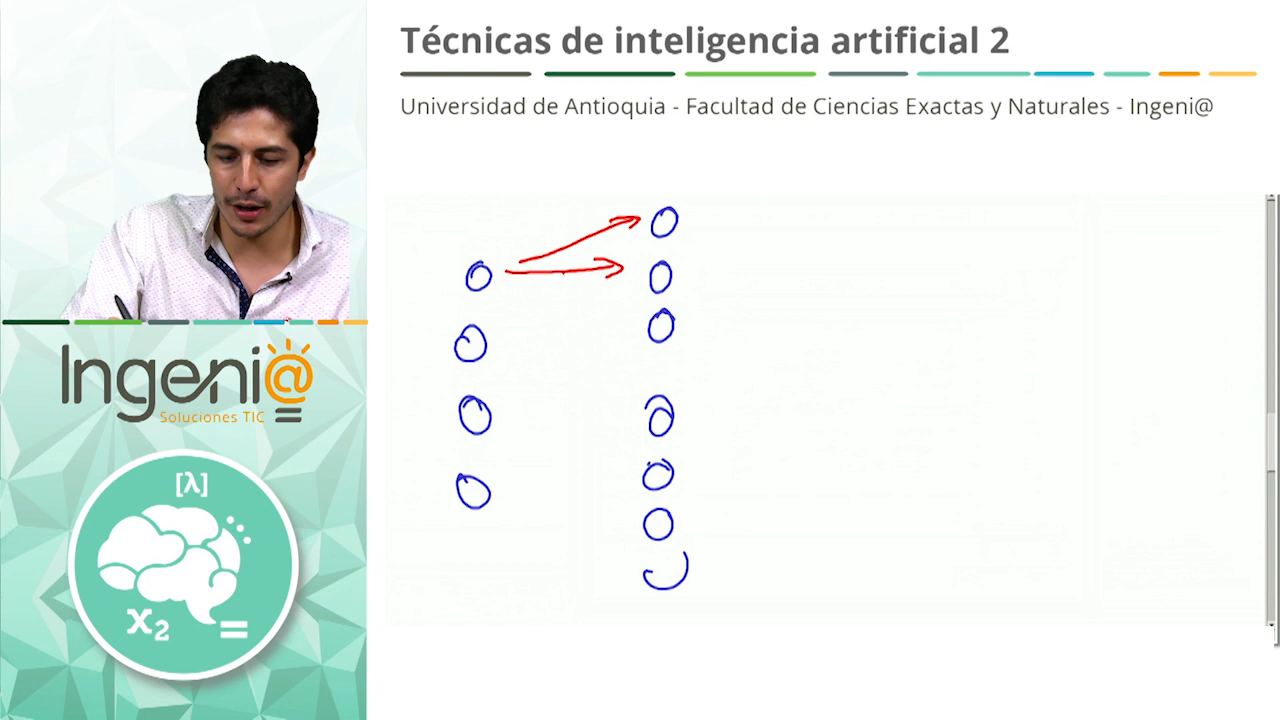 Técnicas de inteligencia artificial 2
Universidad de Antioquia - Facultad de Ciencias Exactas y Naturales - Ingeni@
Ingeni@
Soluciones TIC
[λ]
x₂
=